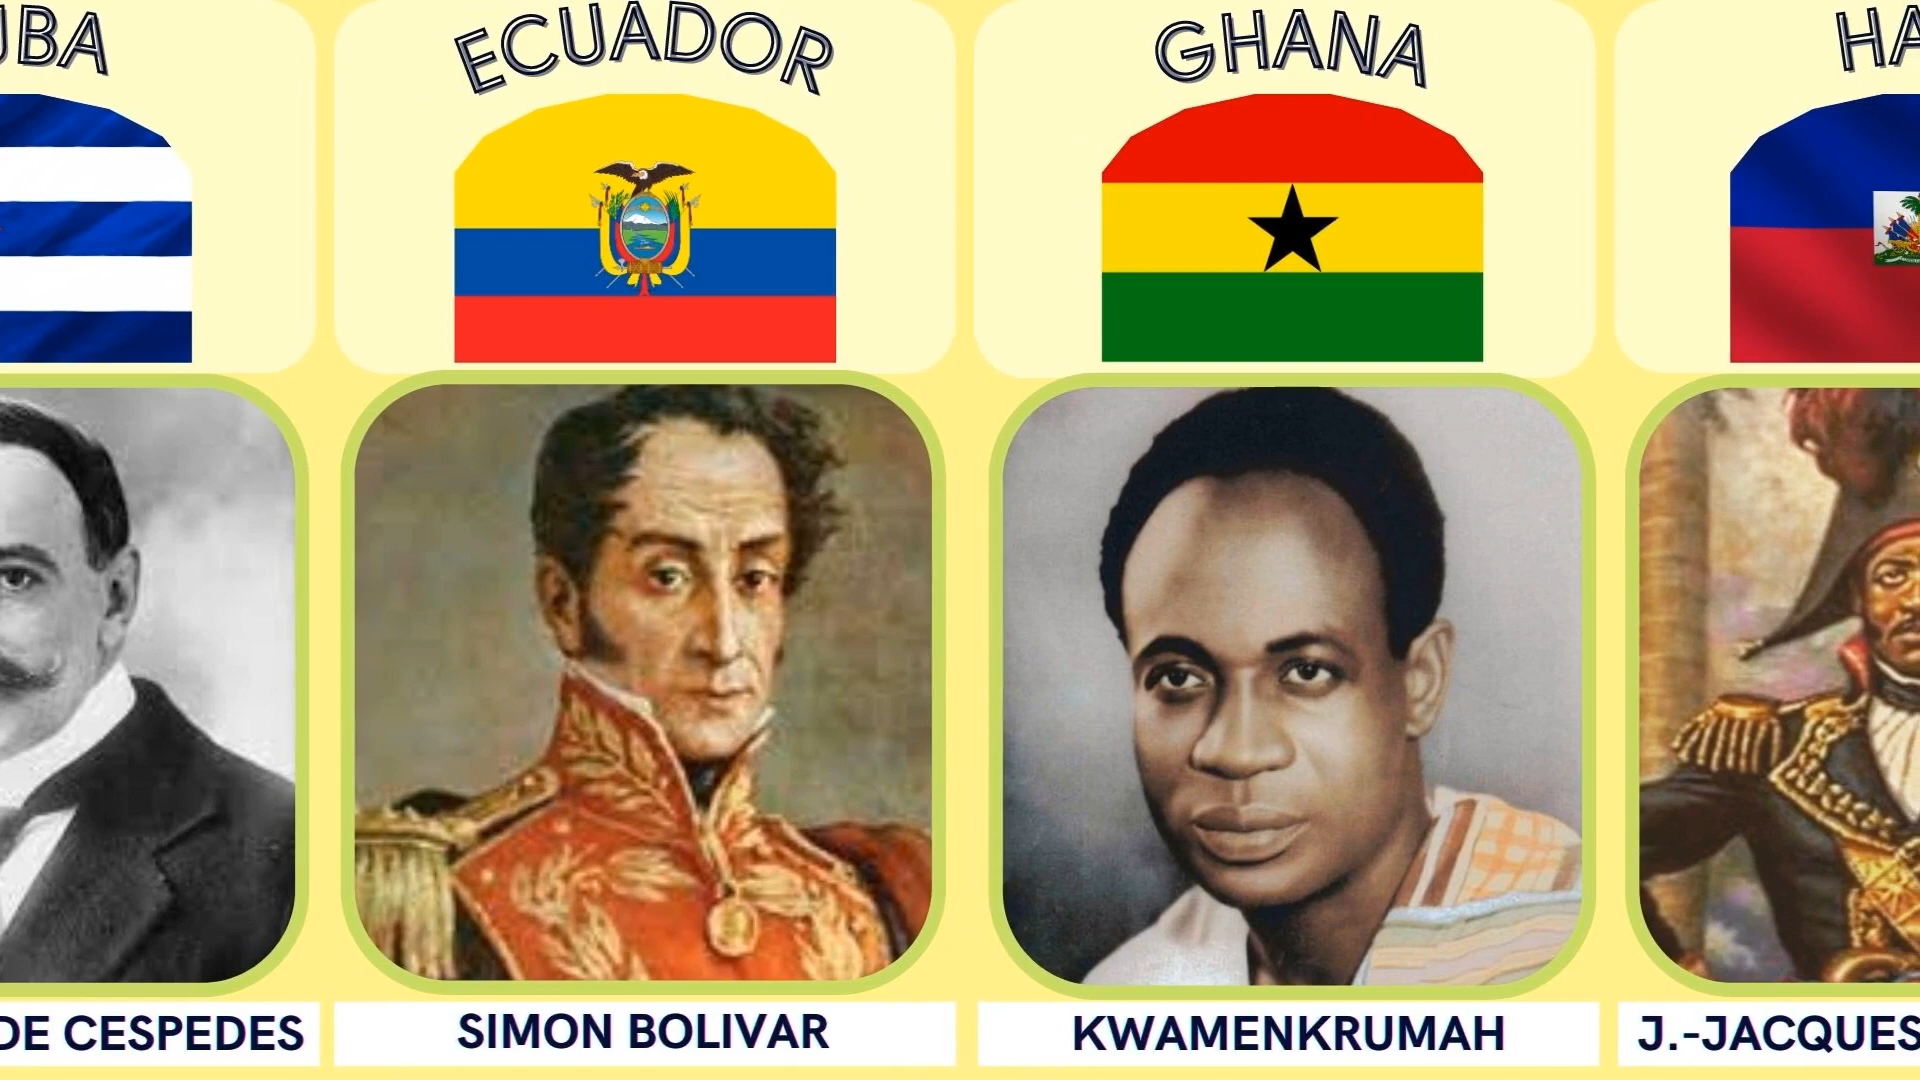 UBA
ECUADOR
GHANA
HA
DE CESPEDES
SIMON BOLIVAR
KWAMENKRUMAH
J.-JACQUES